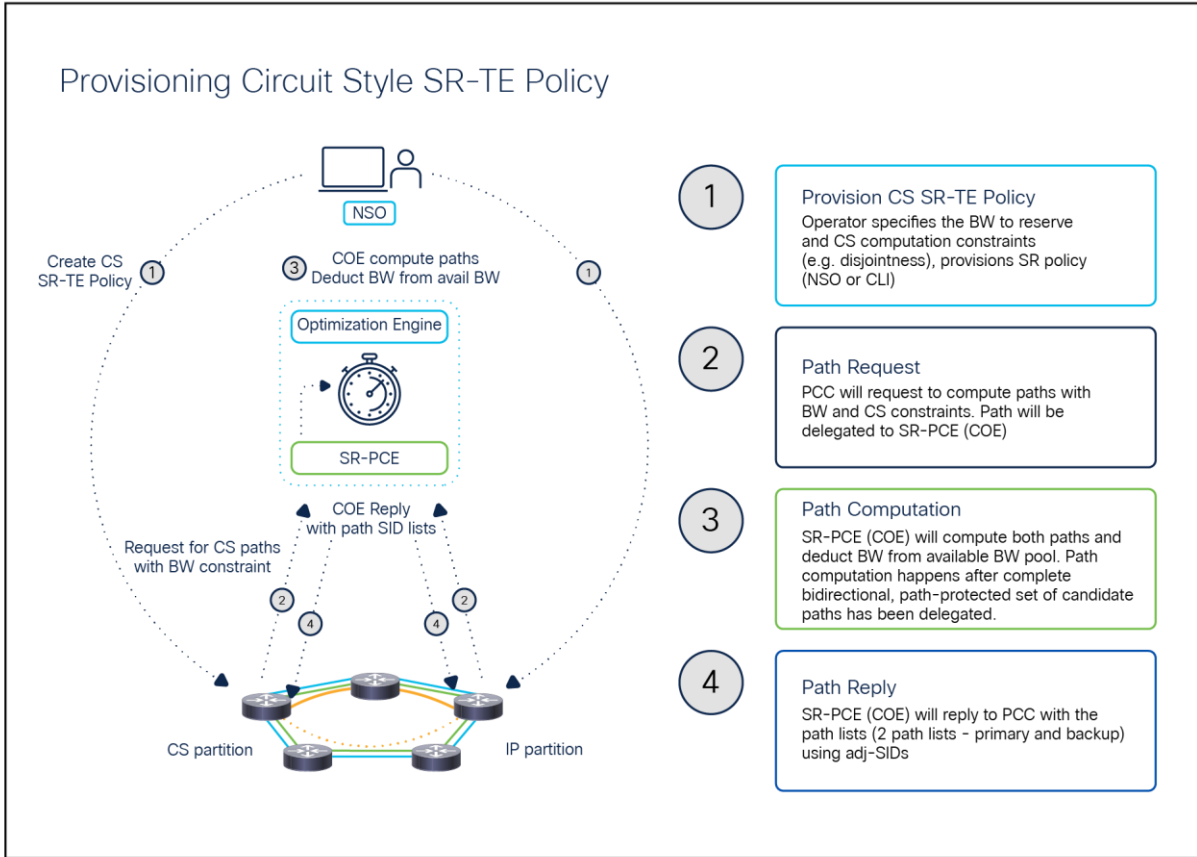 Provisioning Circuit Style SR-TE Policy
NSO
Create CS
SR-TE Policy
1
3
COE compute paths
Deduct BW from avail BW
1
Optimization Engine
SR-PCE
COE Reply
with path SID lists
Request for CS paths
with BW constraint
2
4
4
2
CS partition
IP partition
1
Provision CS SR-TE Policy
Operator specifies the BW to reserve
and CS computation constraints
(e.g. disjointness), provisions SR policy
(NSO or CLI)
2
Path Request
PCC will request to compute paths with
BW and CS constraints. Path will be
delegated to SR-PCE (COE)
3
Path Computation
SR-PCE (COE) will compute both paths and
deduct BW from available BW pool. Path
computation happens after complete
bidirectional, path-protected set of candidate
paths has been delegated.
4
Path Reply
SR-PCE (COE) will reply to PCC with the
path lists (2 path lists - primary and backup)
using adj-SIDs